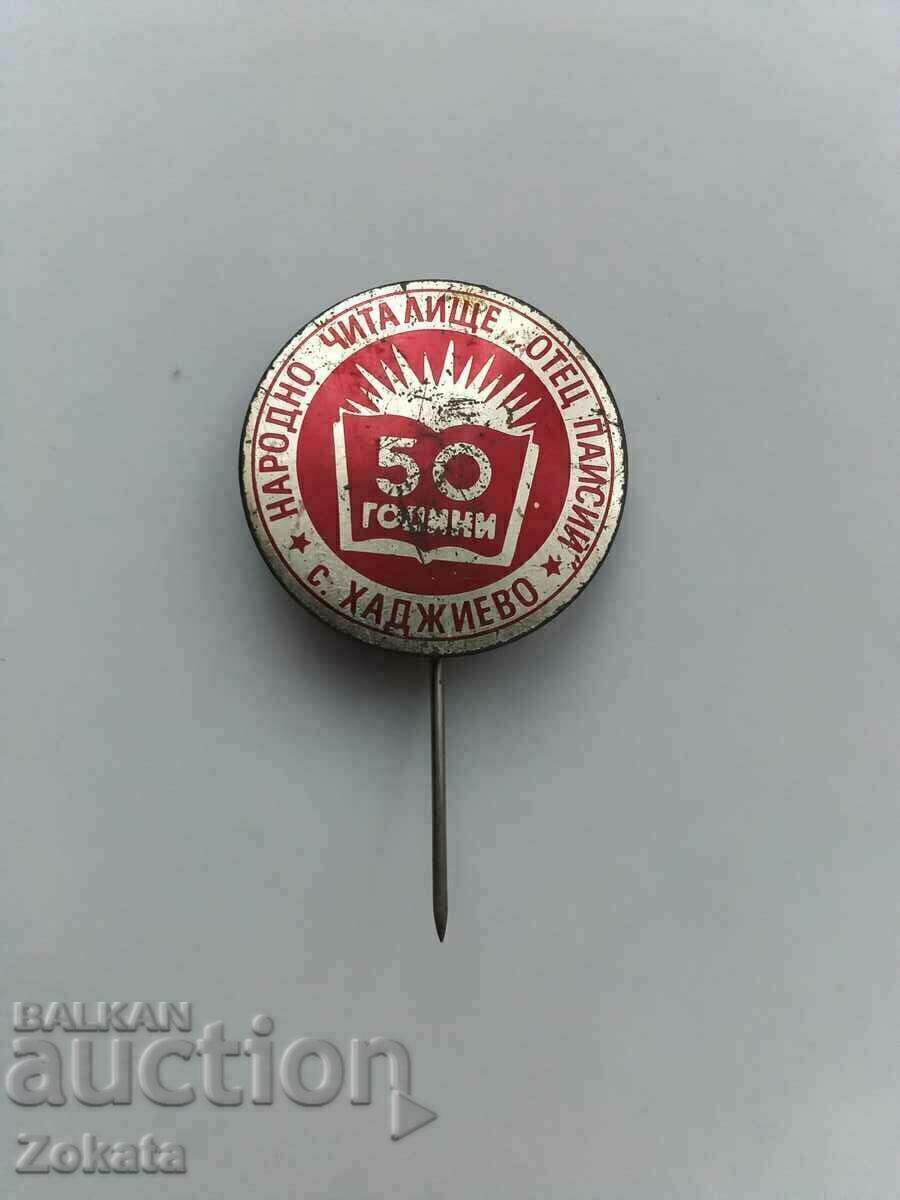 НАРОДНО ЧИТАЛИЩЕ „ОТЕЦ ПАИСИЙ“
50
ГОДИНИ
★ С. ХАДЖИЕВО ★
BALKAN
auction
Zokata